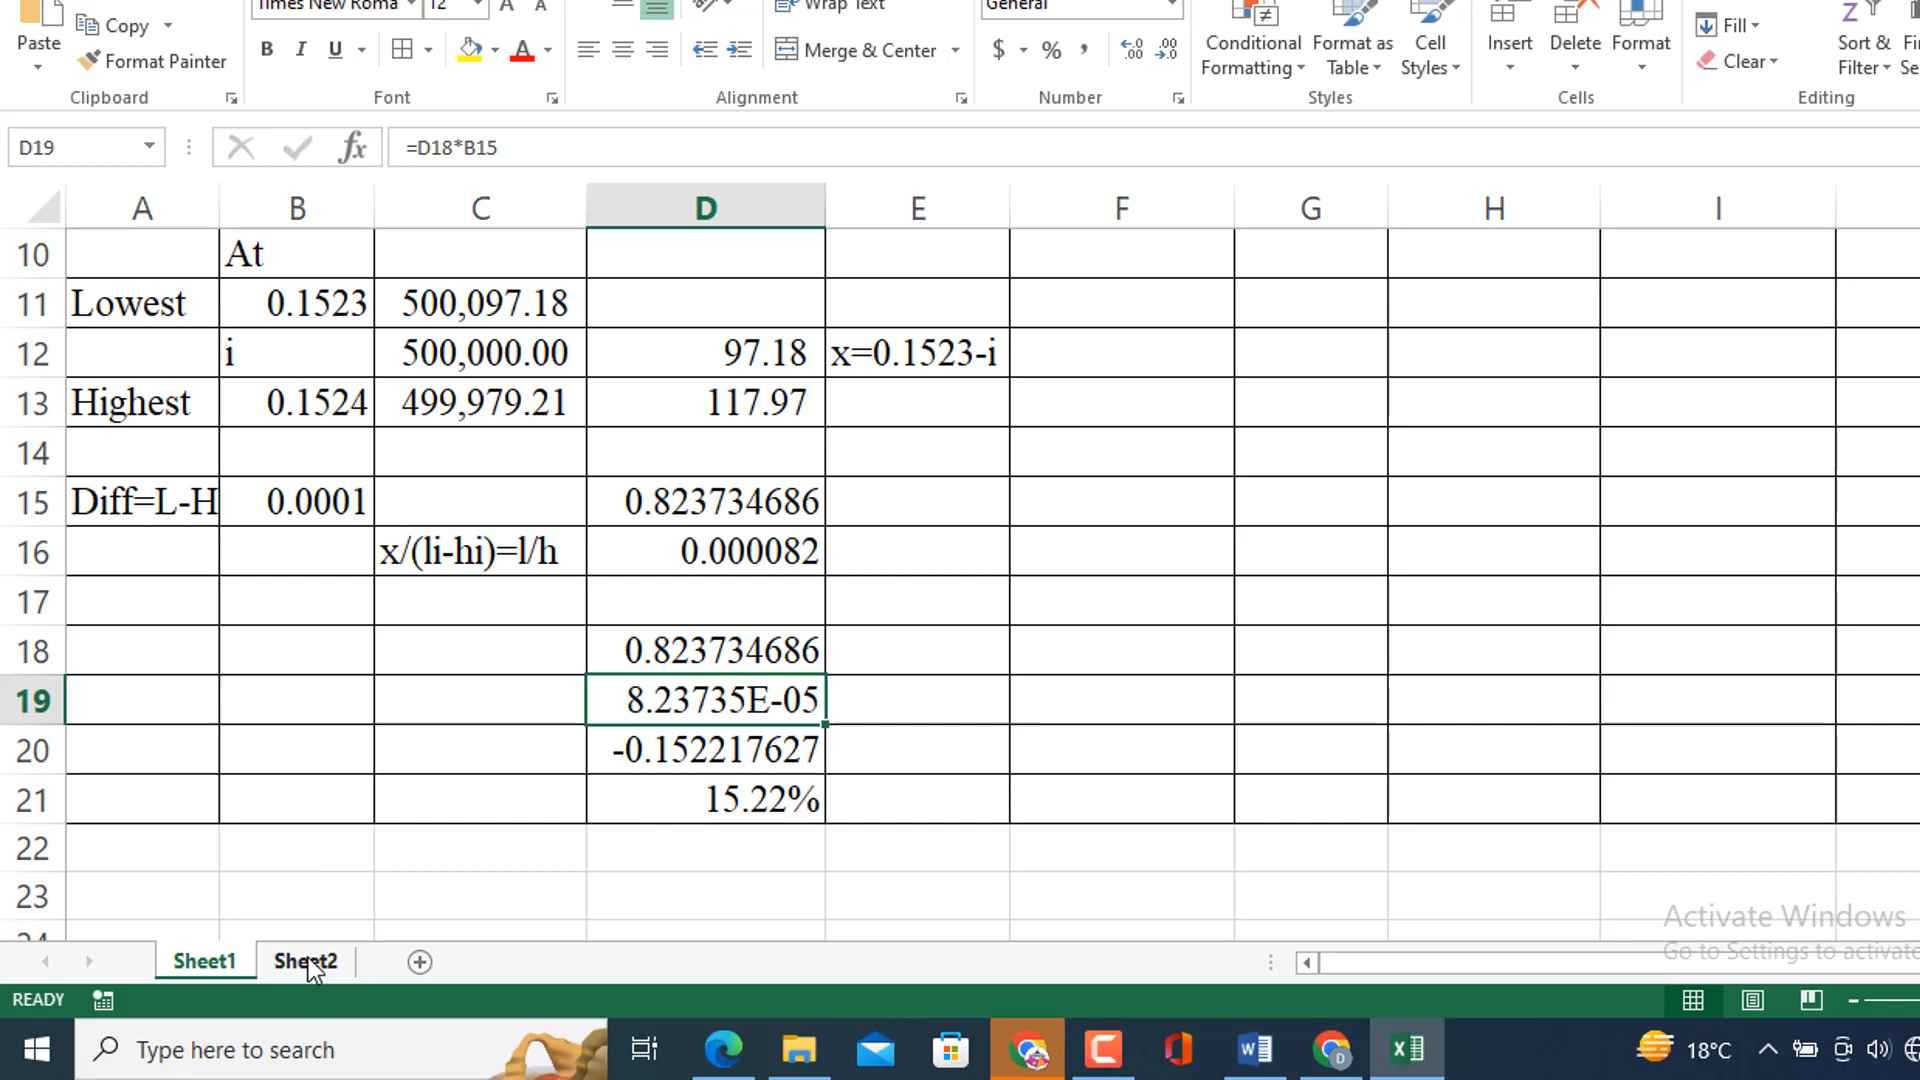 Times New Roma 12 A A Wrap Text General
Paste Copy Format Painter
B I U A Merge & Center $ % , .00 Conditional Formatting Format as Table Cell Styles Insert Delete Format Fill Clear Sort & Filter
Clipboard Font Alignment Number Styles Cells Editing
D19 fx =D18*B15
A B C D E F G H I
10 At
11 Lowest 0.1523 500,097.18
12 i 500,000.00 97.18 x=0.1523-i
13 Highest 0.1524 499,979.21 117.97
14
15 Diff=L-H 0.0001 0.823734686
16 x/(li-hi)=l/h 0.000082
17
18 0.823734686
19 8.23735E-05
20 -0.152217627
21 15.22%
22
23
Activate Windows
Go to Settings to activate
Sheet1 Sheet2
READY
Type here to search 18°C